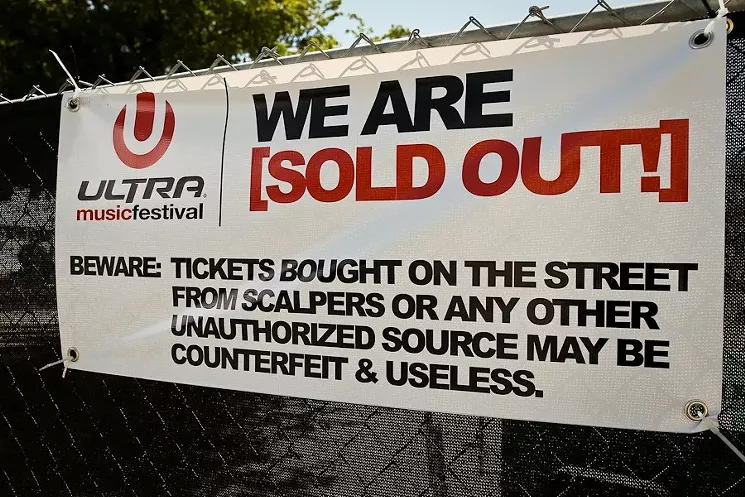 ULTRA®
musicfestival
WE ARE
[SOLD OUT!]
BEWARE: TICKETS BOUGHT ON THE STREET
FROM SCALPERS OR ANY OTHER
UNAUTHORIZED SOURCE MAY BE
COUNTERFEIT & USELESS.